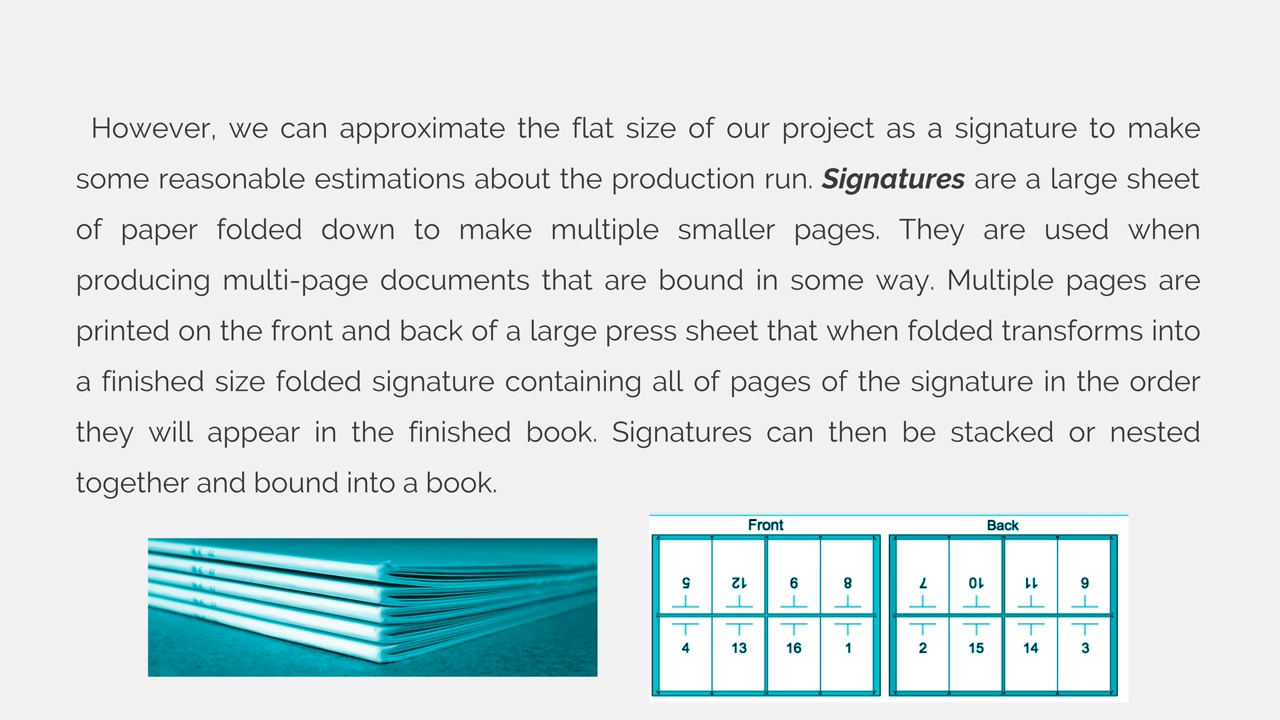 However, we can approximate the flat size of our project as a signature to make
some reasonable estimations about the production run. Signatures are a large sheet
of paper folded down to make multiple smaller pages. They are used when
producing multi-page documents that are bound in some way. Multiple pages are
printed on the front and back of a large press sheet that when folded transforms into
a finished size folded signature containing all of pages of the signature in the order
they will appear in the finished book. Signatures can then be stacked or nested
together and bound into a book.
Front
5 12 9 8
4 13 16 1
Back
7 10 11 6
2 15 14 3